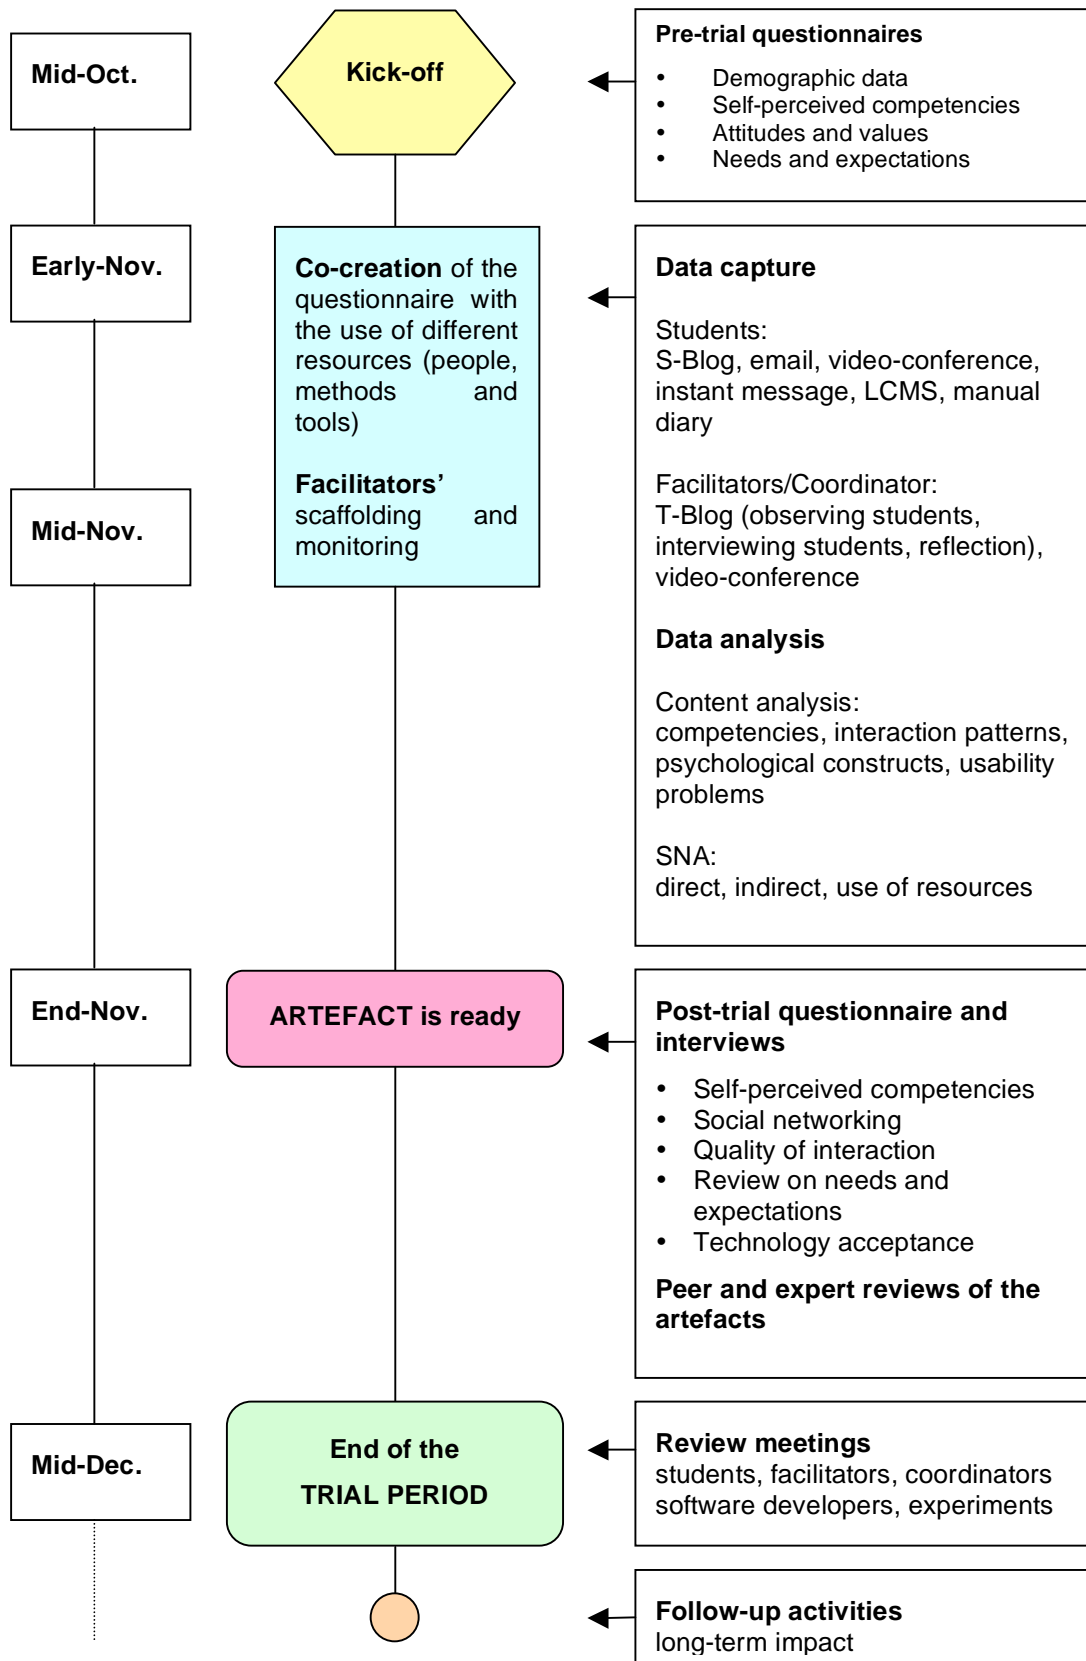 Mid-Oct.
Kick-off
Pre-trial questionnaires
• Demographic data
• Self-perceived competencies
• Attitudes and values
• Needs and expectations
Early-Nov.
Co-creation of the
questionnaire with
the use of different
resources (people,
methods and
tools)
Facilitators’
scaffolding and
monitoring
Data capture
Students:
S-Blog, email, video-conference,
instant message, LCMS, manual
diary
Facilitators/Coordinator:
T-Blog (observing students,
interviewing students, reflection),
video-conference
Data analysis
Content analysis:
competencies, interaction patterns,
psychological constructs, usability
problems
SNA:
direct, indirect, use of resources
Mid-Nov.
End-Nov.
ARTEFACT is ready
Post-trial questionnaire and
interviews
• Self-perceived competencies
• Social networking
• Quality of interaction
• Review on needs and
expectations
• Technology acceptance
Peer and expert reviews of the
artefacts
Mid-Dec.
End of the
TRIAL PERIOD
Review meetings
students, facilitators, coordinators
software developers, experiments
Follow-up activities
long-term impact